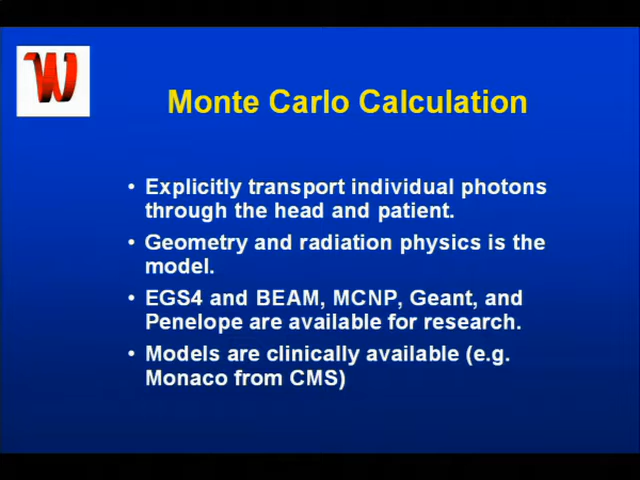 W
Monte Carlo Calculation
• Explicitly transport individual photons
through the head and patient.
• Geometry and radiation physics is the
model.
• EGS4 and BEAM, MCNP, Geant, and
Penelope are available for research.
• Models are clinically available (e.g.
Monaco from CMS)